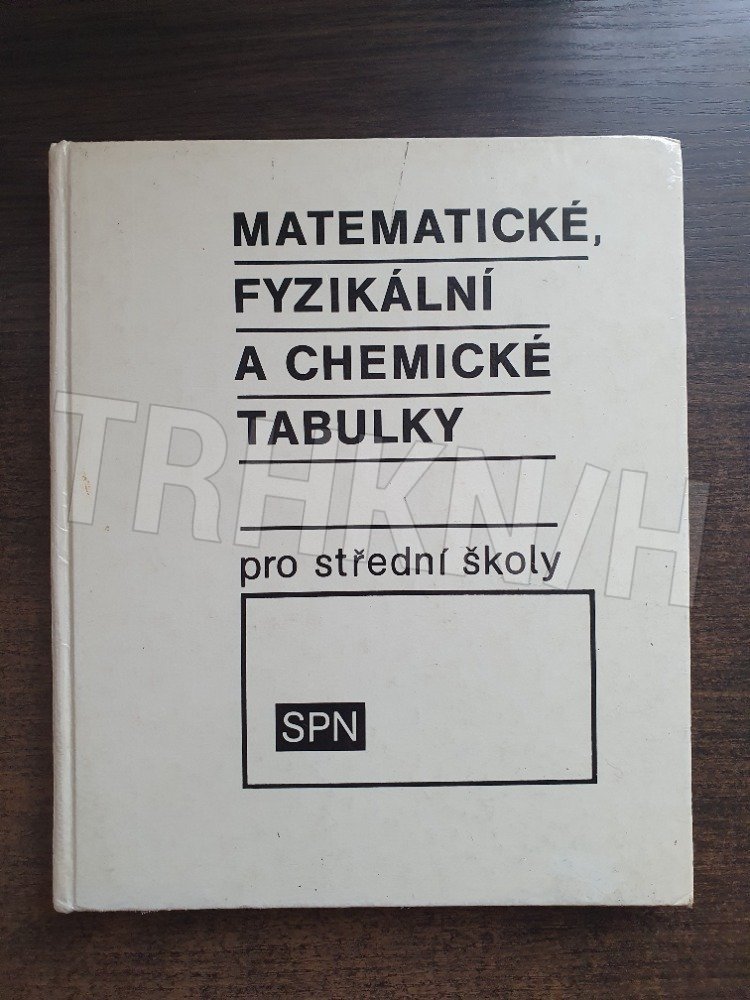 MATEMATICKÉ,
FYZIKÁLNÍ
A CHEMICKÉ
TABULKY
TRHKNIH
pro střední školy
SPN